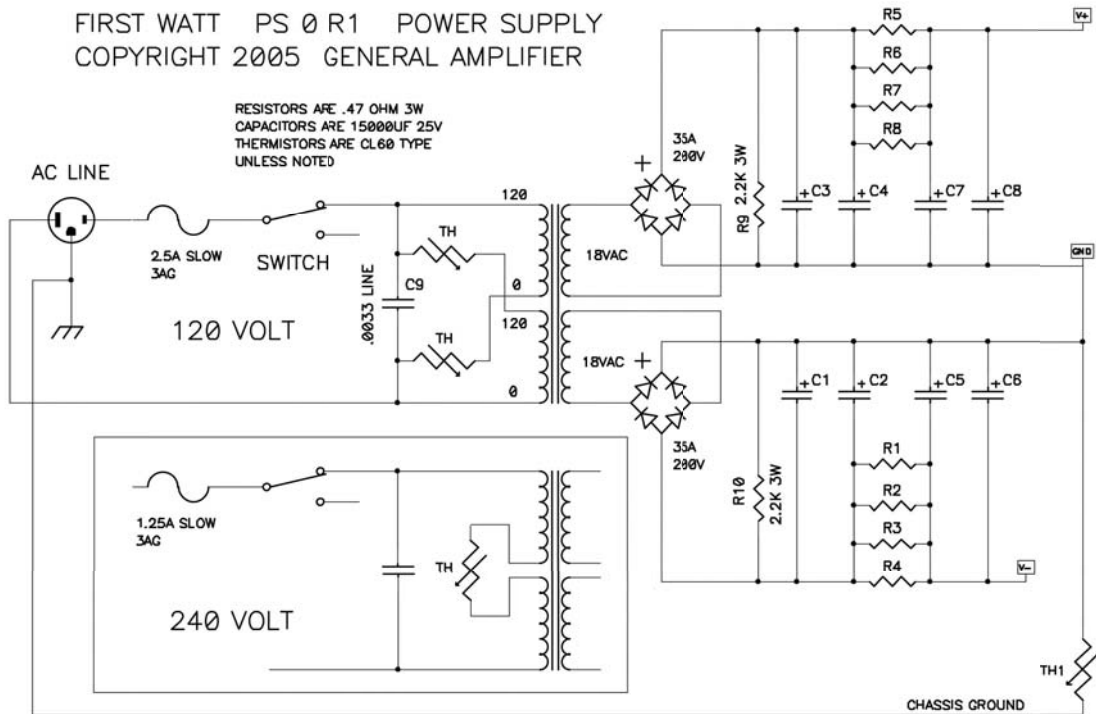 FIRST WATT PS 0 R1 POWER SUPPLY
COPYRIGHT 2005 GENERAL AMPLIFIER
RESISTORS ARE .47 OHM 3W
CAPACITORS ARE 15000UF 25V
THERMISTORS ARE CL60 TYPE
UNLESS NOTED
AC LINE
2.5A SLOW
3AG
SWITCH
120 VOLT
.0033 LINE
C9
TH
TH
120
0
120
0
18VAC
18VAC
+
35A
200V
+
35A
200V
R9 2.2K 3W
R5
R6
R7
R8
+C3
+C4
+C7
+C8
V+
GND
+C1
+C2
+C5
+C6
R10
2.2K 3W
R1
R2
R3
R4
V-
TH1
CHASSIS GROUND
1.25A SLOW
3AG
TH
240 VOLT